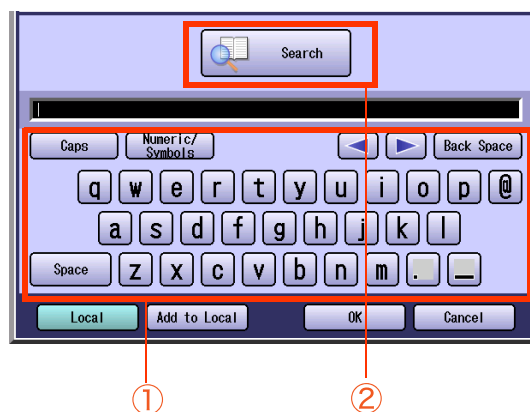 Search
Caps Numeric/ Back Space
Symbols
q w e r t y u i o p @
a s d f g h j k l
Space z x c v b n m . _
Local Add to Local OK Cancel
① ②